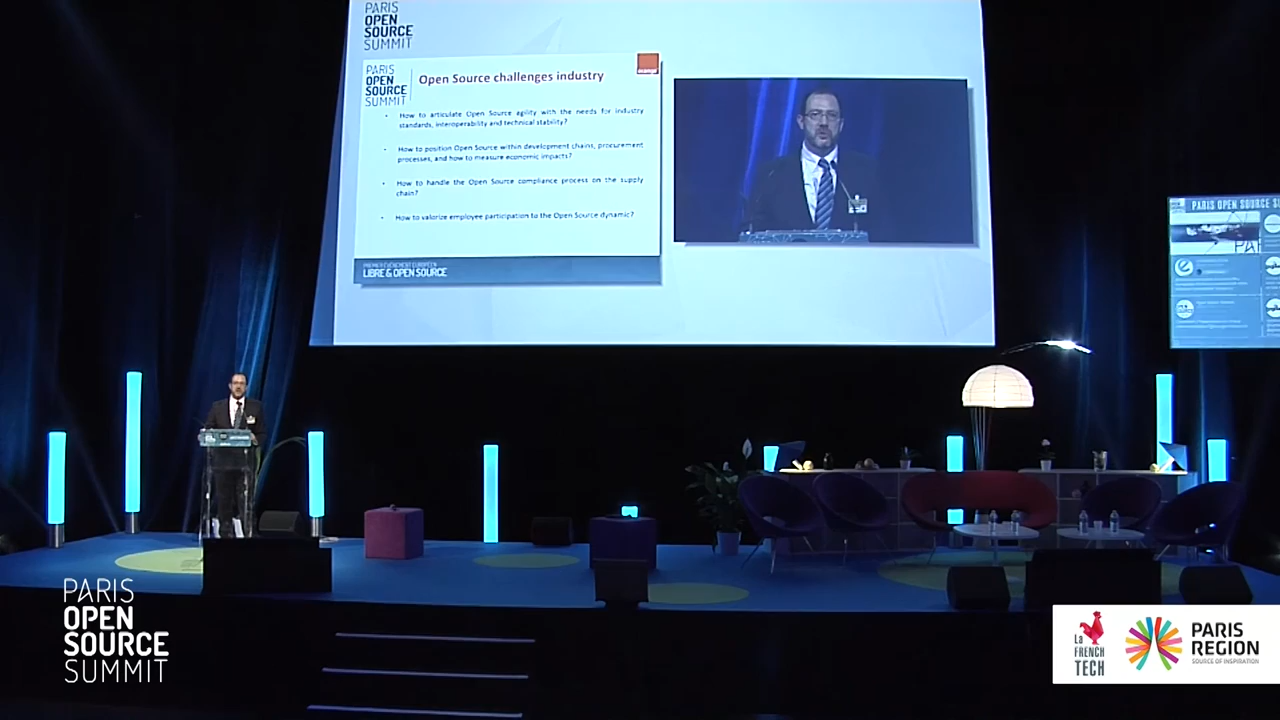 PARIS
OPEN
SOURCE
SUMMIT
PARIS
OPEN
SOURCE
SUMMIT
Open Source challenges industry
How to articulate Open Source agility with the needs for industry
standards, interoperability and technical stability?
How to position Open Source within development chains, procurement
processes, and how to measure economic impacts?
How to handle the Open Source compliance process on the supply
chain?
How to valorize employee participation to the Open Source dynamic?
PREMIER ÉVÉNEMENT EUROPÉEN
LIBRE & OPEN SOURCE
PARIS OPEN SOURCE
PARIS
OPEN
SOURCE
SUMMIT
La
FRENCH
TECH
PARIS
REGION
SOURCE OF INSPIRATION